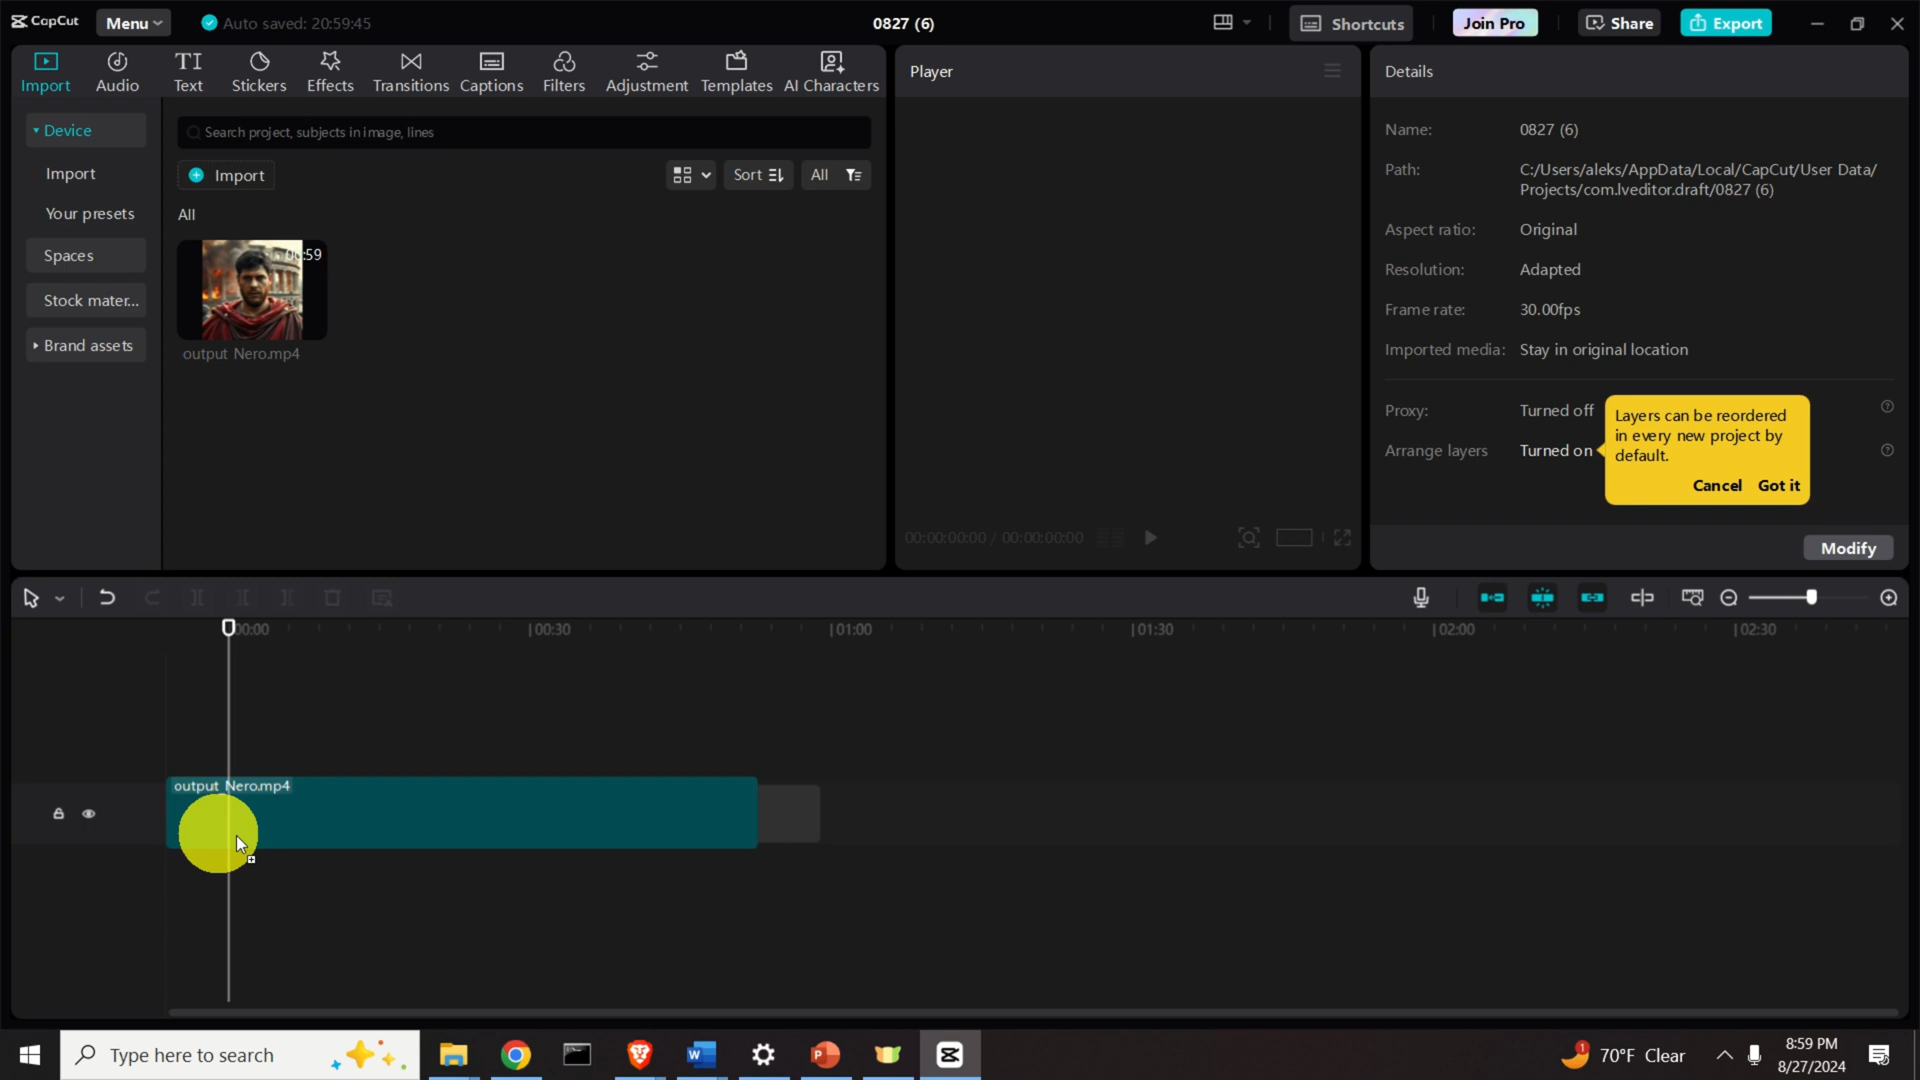 CapCut
Menu
Auto saved: 20:59:45
0827 (6)
Shortcuts
Join Pro
Share
Export
Import
Audio
TI
Text
Stickers
Effects
Transitions
Captions
Filters
Adjustment
Templates
AI Characters
Player
Details
Device
Import
Your presets
Spaces
Stock mater...
Brand assets
Search project, subjects in image, lines
Import
Sort
All
All
00:59
output Nero.mp4
00:00:00:00 / 00:00:00:00
Name: 0827 (6)
Path: C:/Users/aleks/AppData/Local/CapCut/User Data/
Projects/com.lveditor.draft/0827 (6)
Aspect ratio: Original
Resolution: Adapted
Frame rate: 30.00fps
Imported media: Stay in original location
Proxy: Turned off
Arrange layers Turned on
Layers can be reordered
in every new project by
default.
Cancel Got it
Modify
00:00
00:30
01:00
01:30
02:00
02:30
output Nero.mp4
Type here to search
1
70°F Clear
8:59 PM
8/27/2024